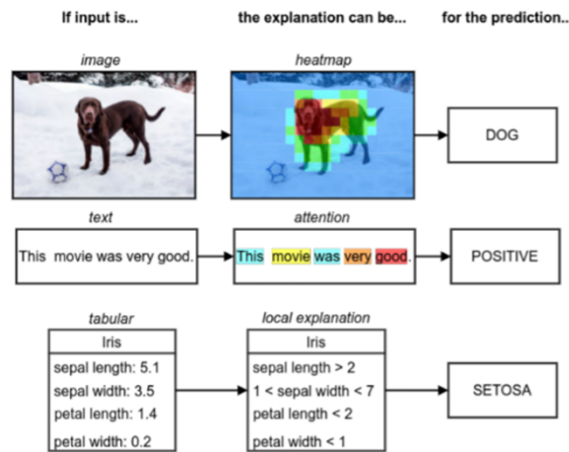 If input is... the explanation can be... for the prediction..
image heatmap
DOG
text attention
This movie was very good. This movie was very good. POSITIVE
tabular local explanation
Iris Iris
sepal length: 5.1 sepal length > 2
sepal width: 3.5 1 < sepal width < 7 SETOSA
petal length: 1.4 petal length < 2
petal width: 0.2 petal width < 1